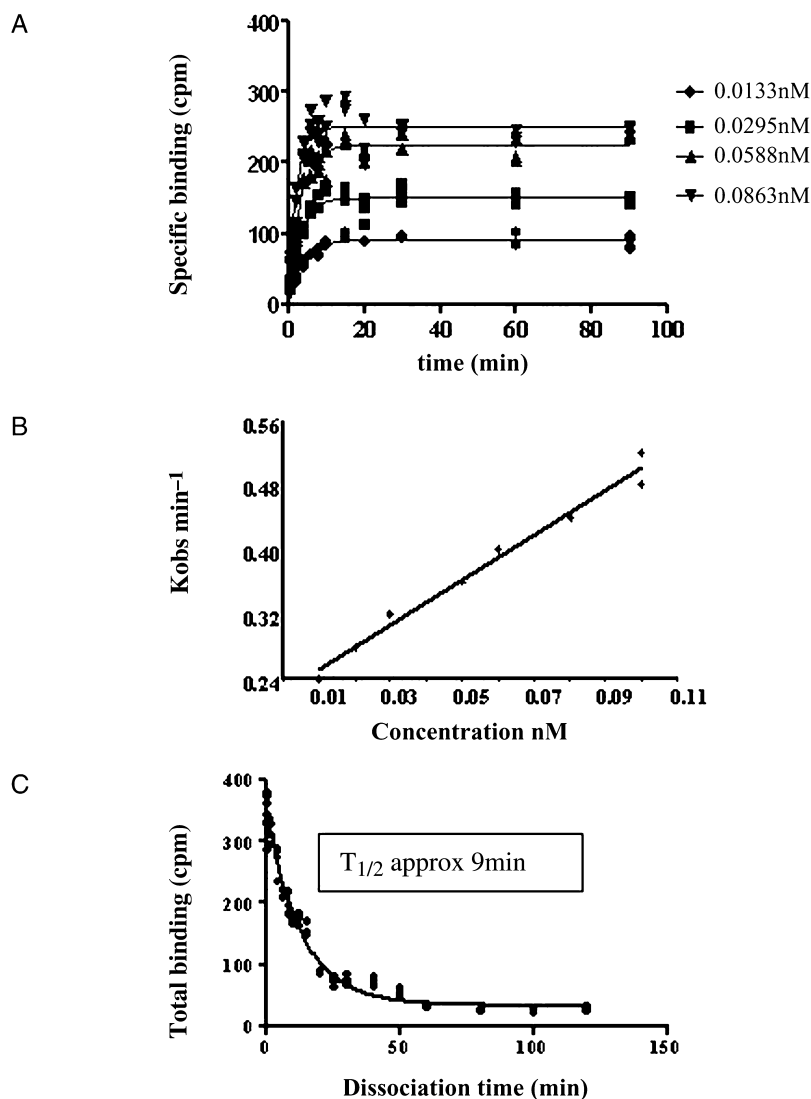 A
400
300
200
100
0
Specific binding (cpm)
0 20 40 60 80 100
time (min)
0.0133nM
0.0295nM
0.0588nM
0.0863nM
B
0.56
0.48
0.40
0.32
0.24
Kobs min⁻¹
0.01 0.03 0.06 0.07 0.09 0.11
Concentration nM
C
400
300
200
100
0
Total binding (cpm)
T1/2 approx 9min
0 50 100 150
Dissociation time (min)